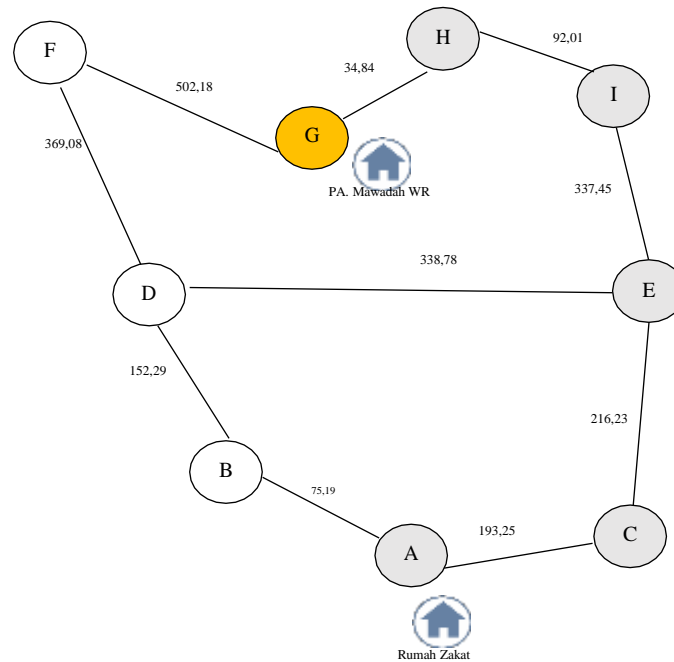 H
92,01
F
34,84
502,18
I
G
369,08
PA. Mawadah WR
337,45
338,78
D
E
152,29
216,23
B
75,19
193,25
C
A
Rumah Zakat